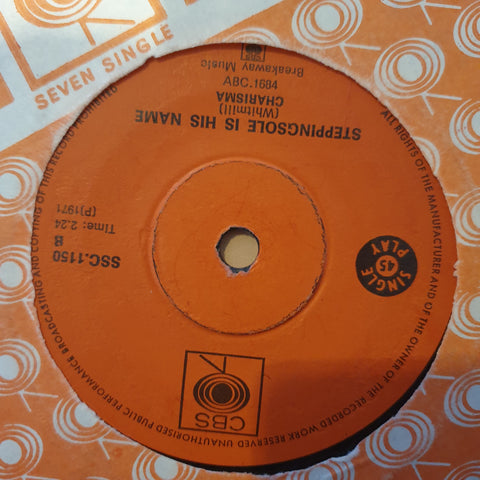 SEVEN SINGLE
CBS
SINGLE PLAY
45
SSC.1150
B
Time: 2.24
(P)1971
STEPPINGSOLE IS HIS NAME
(Whitmill)
CHARISMA
ABC.1684
Breakaway Music
ALL RIGHTS OF THE MANUFACTURER AND OF THE OWNER OF THE RECORDED WORK RESERVED UNAUTHORISED PUBLIC PERFORMANCE BROADCASTING AND COPYING OF THIS RECORD PROHIBITED